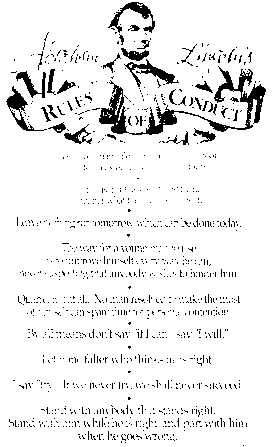 Abraham Lincoln's
RULES OF CONDUCT
Leave nothing for tomorrow which can be done today.
The way for a young man to rise
is to improve himself every way he can,
never suspecting that anybody wishes to hinder him.
Quarrel not at all. No man resolved to make the most
of himself can spare time for personal contention.
By all means, don't say "if I can"; say "I will."
Let none falter who thinks he is right.
I say "try"; if we never try, we shall never succeed.
Stand with anybody that stands right.
Stand with him while he is right and part with him
when he goes wrong.